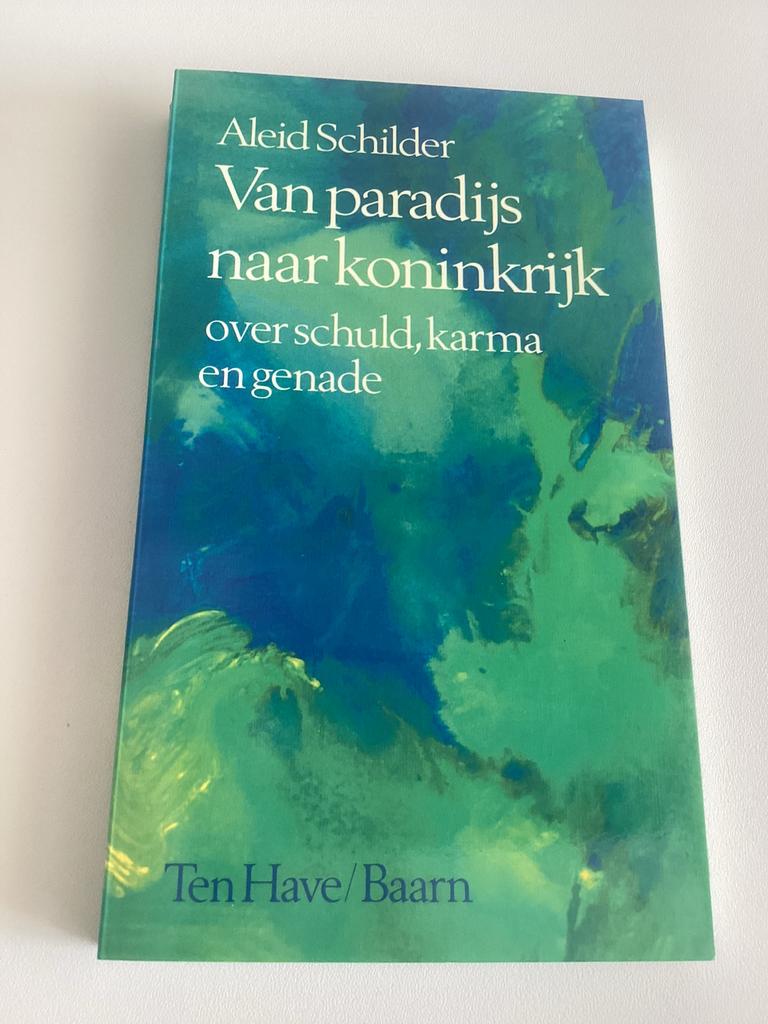 Aleid Schilder
Van paradijs
naar koninkrijk
over schuld, karma
en genade
Ten Have/Baarn